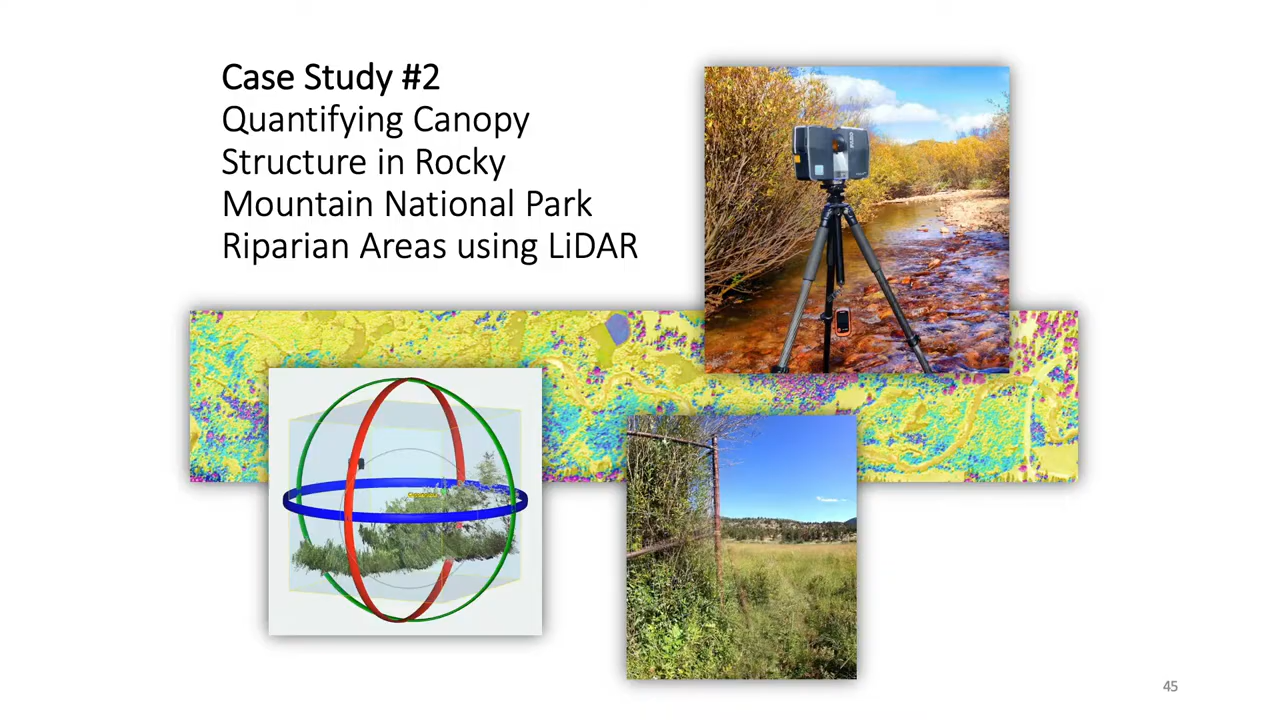 Case Study #2
Quantifying Canopy
Structure in Rocky
Mountain National Park
Riparian Areas using LiDAR
45